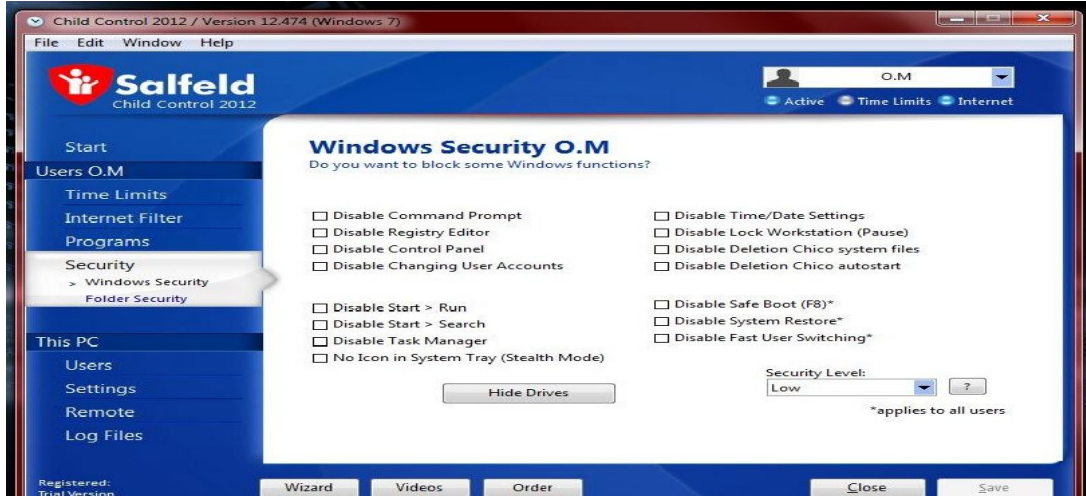 Child Control 2012 / Version 12.474 (Windows 7)
File Edit Window Help
Salfeld
Child Control 2012
O.M
Active Time Limits Internet
Start
Users O.M
Time Limits
Internet Filter
Programs
Security
> Windows Security
Folder Security
This PC
Users
Settings
Remote
Log Files
Registered:
Trial Version
Windows Security O.M
Do you want to block some Windows functions?
Disable Command Prompt
Disable Registry Editor
Disable Control Panel
Disable Changing User Accounts
Disable Start > Run
Disable Start > Search
Disable Task Manager
No Icon in System Tray (Stealth Mode)
Hide Drives
Disable Time/Date Settings
Disable Lock Workstation (Pause)
Disable Deletion Chico system files
Disable Deletion Chico autostart
Disable Safe Boot (F8)*
Disable System Restore*
Disable Fast User Switching*
Security Level:
Low ?
*applies to all users
Wizard Videos Order Close Save